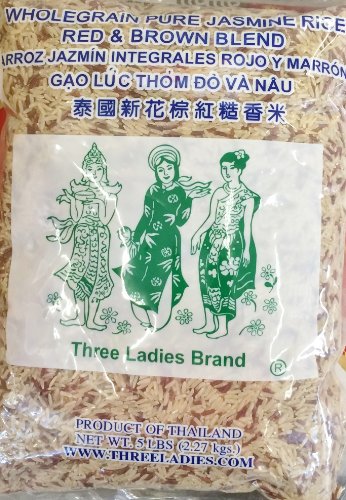 WHOLEGRAIN PURE JASMINE RICE
RED & BROWN BLEND
ARROZ JAZMÍN INTEGRALES ROJO Y MARRÓN
GẠO LỨC THƠM ĐỎ VÀ NÂU
泰國新花棕紅糙香米
Three Ladies Brand ®
PRODUCT OF THAILAND
NET WT. 5 LBS (2.27 kgs.)
WWW.THREELADIES.COM